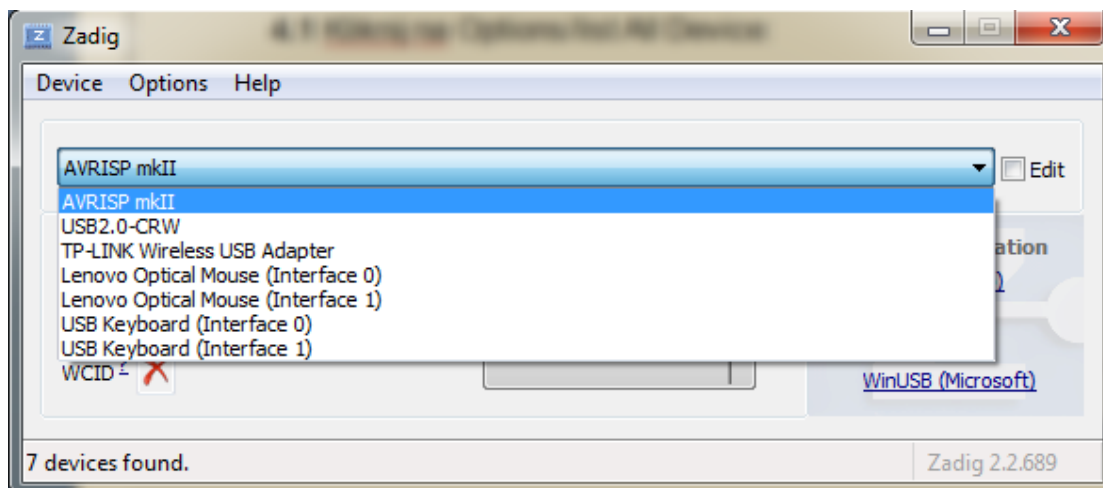 Zadig
Device Options Help
AVRISP mkII
Edit
AVRISP mkII
USB2.0-CRW
TP-LINK Wireless USB Adapter
Lenovo Optical Mouse (Interface 0)
Lenovo Optical Mouse (Interface 1)
USB Keyboard (Interface 0)
USB Keyboard (Interface 1)
ation
)
WCID ?
WinUSB (Microsoft)
7 devices found.
Zadig 2.2.689